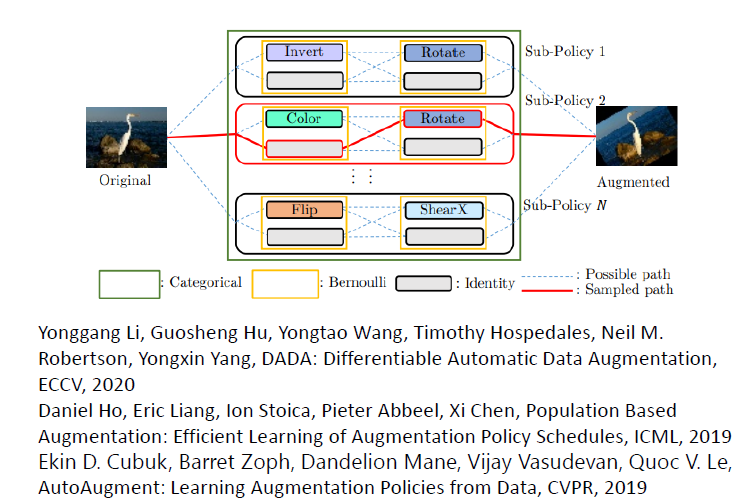 Invert
Rotate
Sub-Policy 1
Color
Rotate
Sub-Policy 2
Original
Augmented
Flip
ShearX
Sub-Policy N
: Categorical
: Bernoulli
: Identity
: Possible path
: Sampled path
Yonggang Li, Guosheng Hu, Yongtao Wang, Timothy Hospedales, Neil M.
Robertson, Yongxin Yang, DADA: Differentiable Automatic Data Augmentation,
ECCV, 2020
Daniel Ho, Eric Liang, Ion Stoica, Pieter Abbeel, Xi Chen, Population Based
Augmentation: Efficient Learning of Augmentation Policy Schedules, ICML, 2019
Ekin D. Cubuk, Barret Zoph, Dandelion Mane, Vijay Vasudevan, Quoc V. Le,
AutoAugment: Learning Augmentation Policies from Data, CVPR, 2019